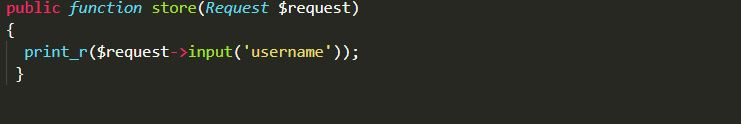 public function store(Request $request)
{
  print_r($request->input('username'));
 }